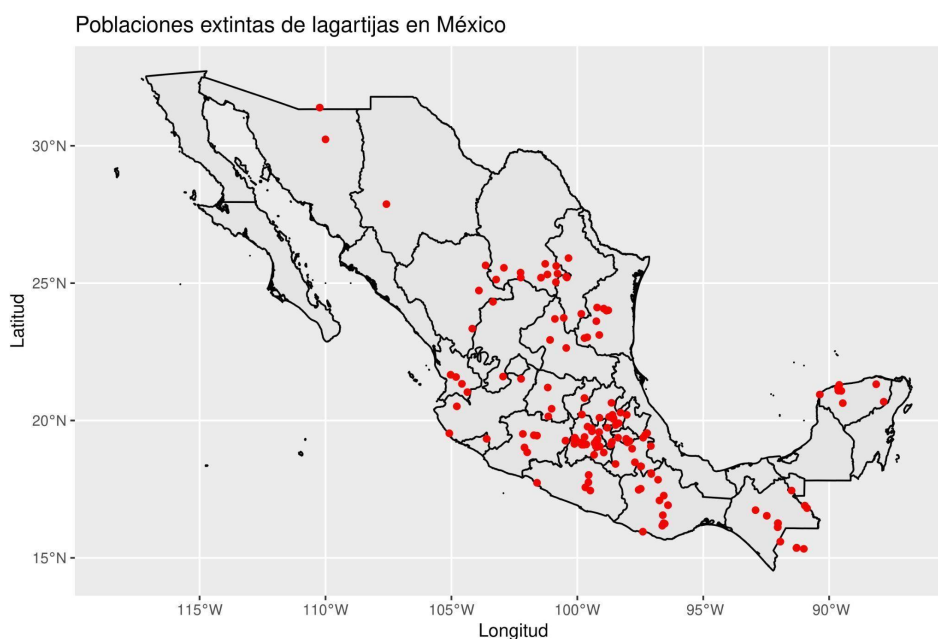 Poblaciones extintas de lagartijas en México
30°N
25°N
20°N
15°N
Latitud
115°W 110°W 105°W 100°W 95°W 90°W
Longitud